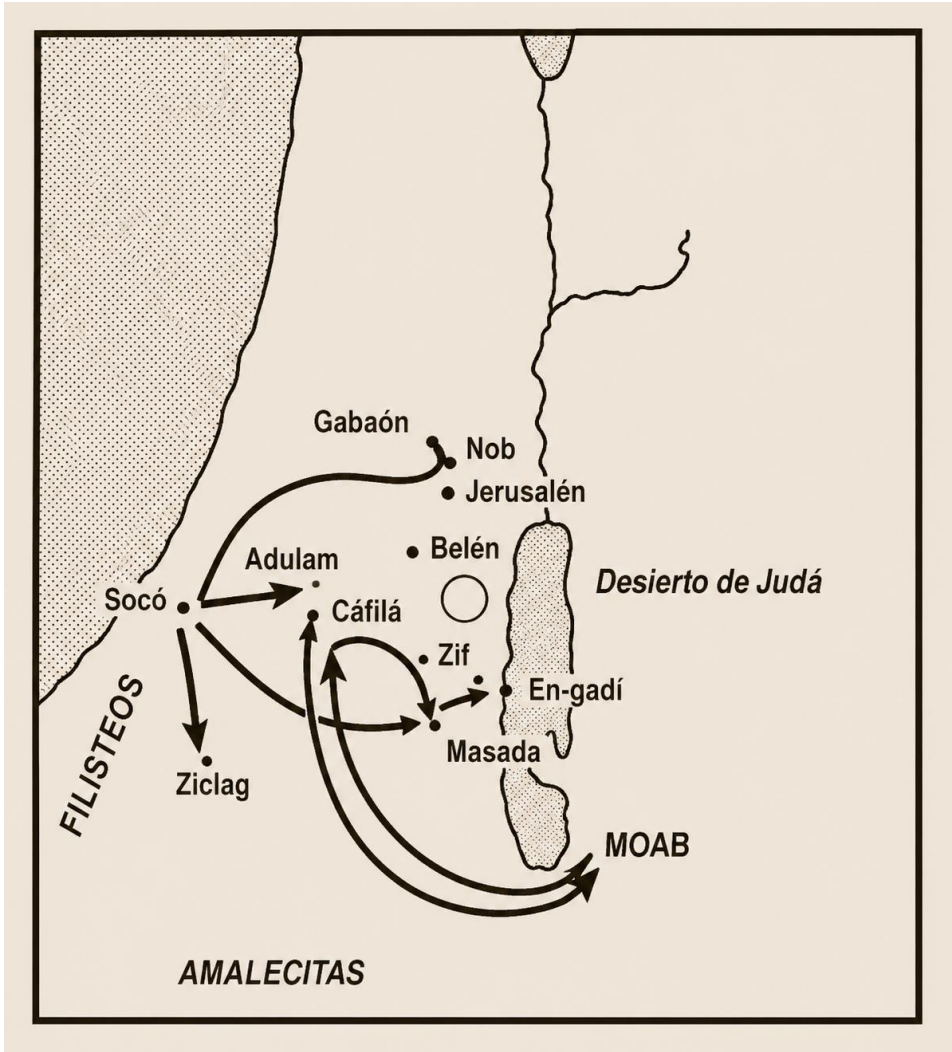 Gabaón
Nob
Jerusalén
Belén
Adulam
Desierto de Judá
Socó
Cáfilá
Zif
En-gadí
FILISTEOS
Masada
Ziclag
MOAB
AMALECITAS